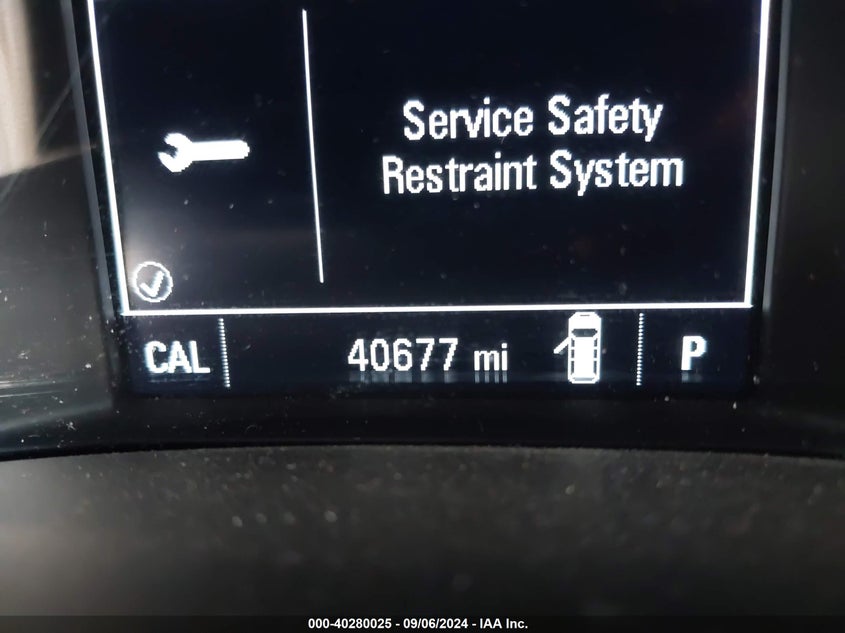 Service Safety
Restraint System
CAL
40677 mi
P
000-40280025 - 09/06/2024 - IAA Inc.